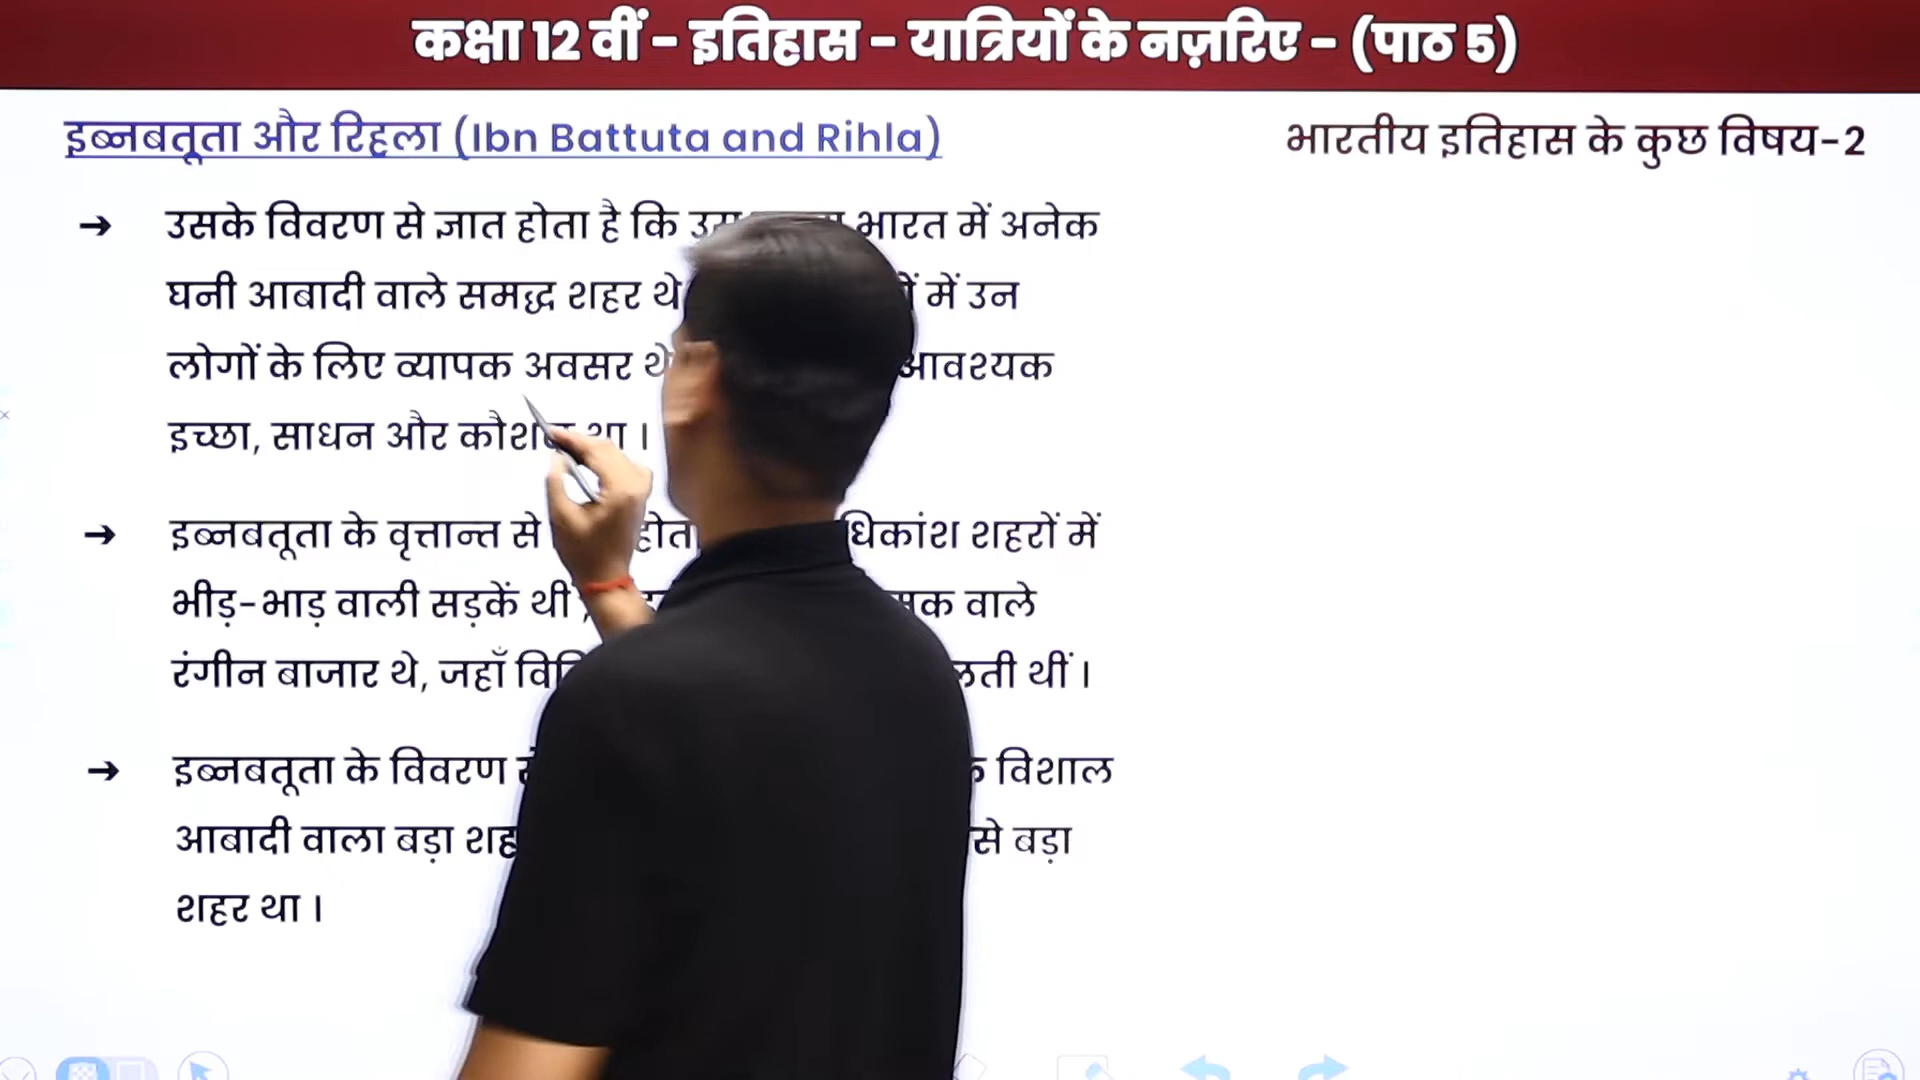 कक्षा 12 वीं - इतिहास - यात्रियों के नज़रिए - (पाठ 5)
इब्नबतूता और रिहला (Ibn Battuta and Rihla)
भारतीय इतिहास के कुछ विषय-2
→ उसके विवरण से ज्ञात होता है कि भारत में अनेक
घनी आबादी वाले समद्ध शहर थे में उन
लोगों के लिए व्यापक अवसर थे आवश्यक
इच्छा, साधन और था ।
→ इब्नबतूता के वृत्तान्त से शहरों में
भीड़-भाड़ वाली सड़कें थी वाले
रंगीन बाजार थे, जहाँ थीं ।
→ इब्नबतूता के विवरण विशाल
आबादी वाला बड़ा से बड़ा
शहर था ।